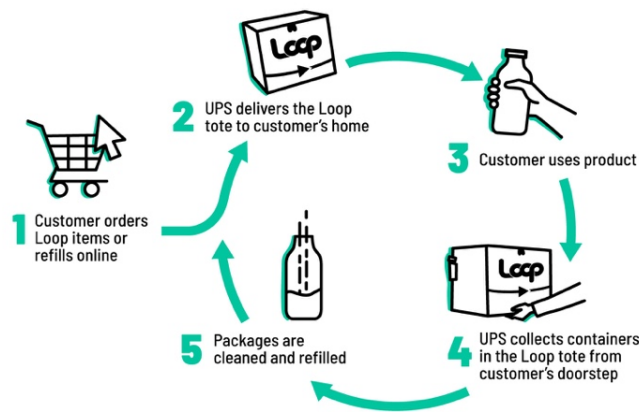 1 Customer orders
Loop items or
refills online
Loop
2 UPS delivers the Loop
tote to customer's home
3 Customer uses product
Loop
4 UPS collects containers
in the Loop tote from
customer's doorstep
5 Packages are
cleaned and refilled